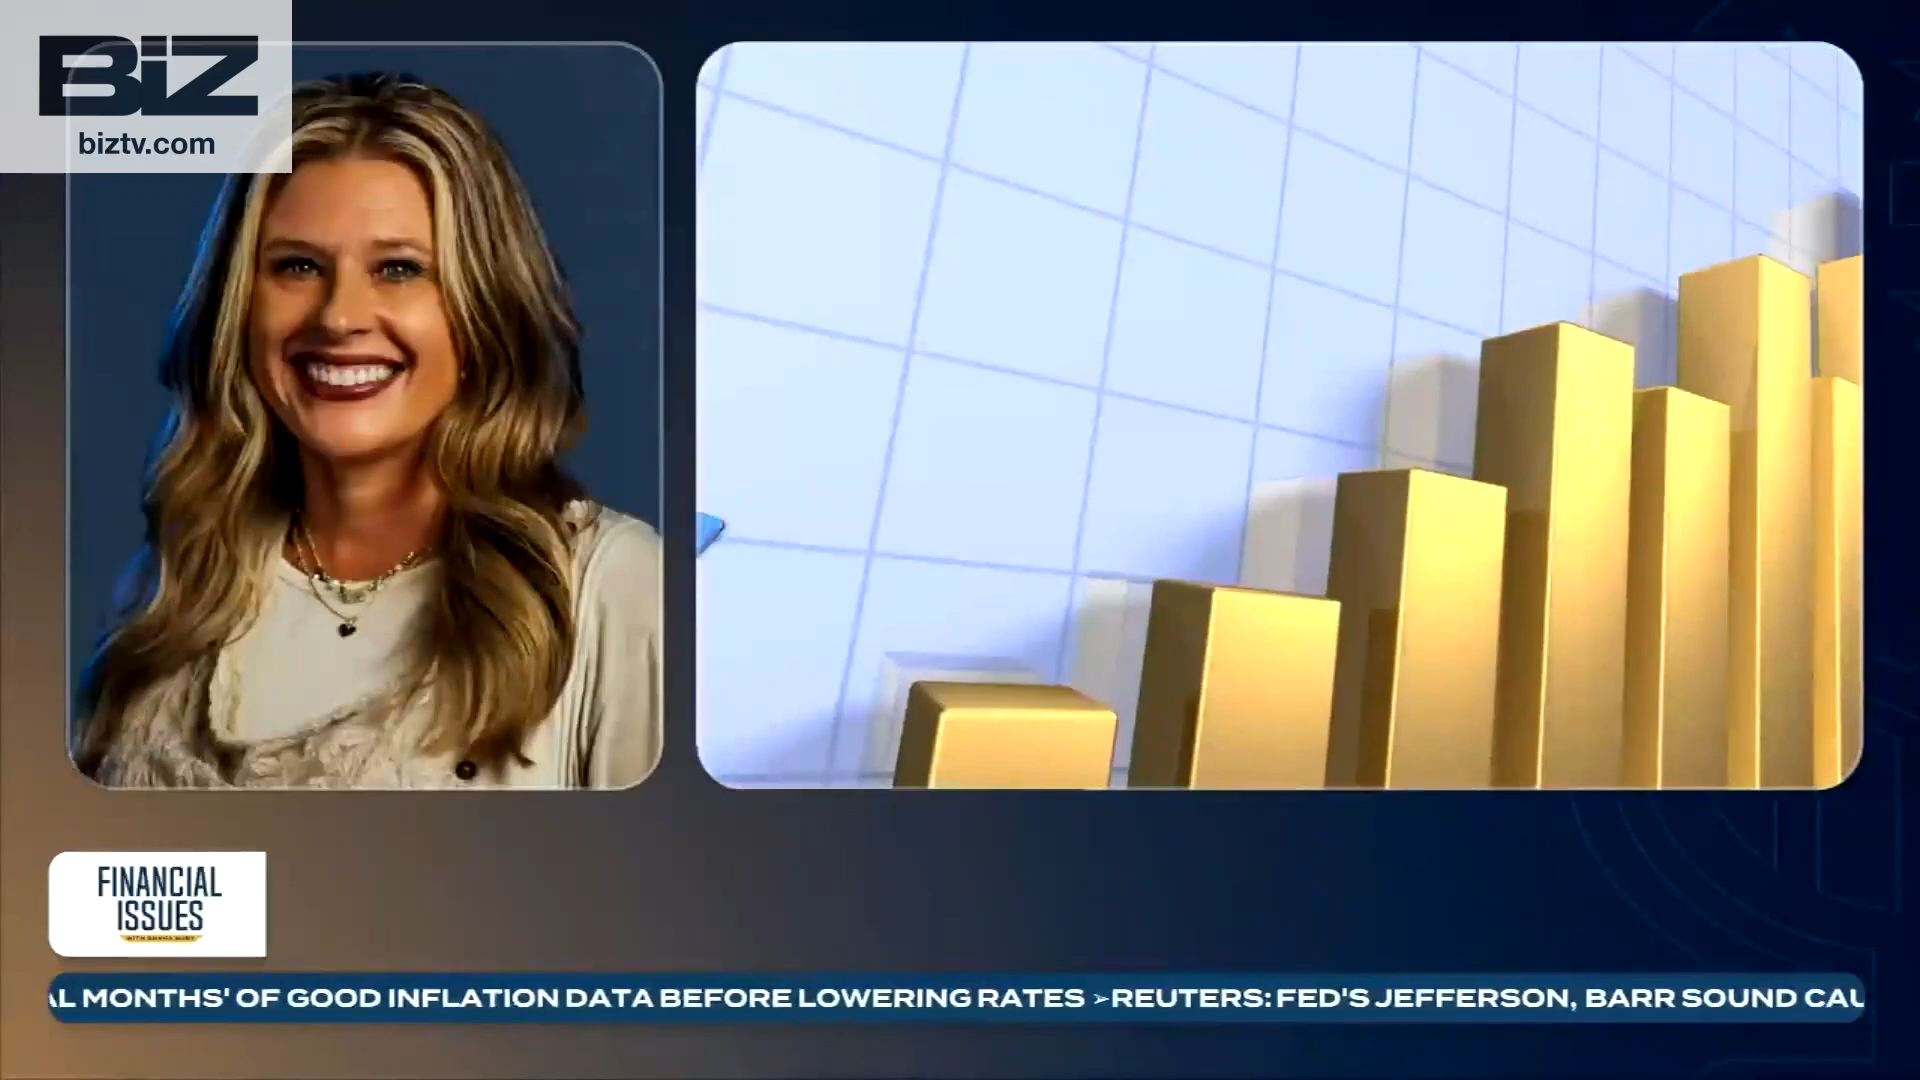 BiZ
biztv.com
FINANCIAL
ISSUES
AL MONTHS' OF GOOD INFLATION DATA BEFORE LOWERING RATES ➢REUTERS: FED'S JEFFERSON, BARR SOUND CAU